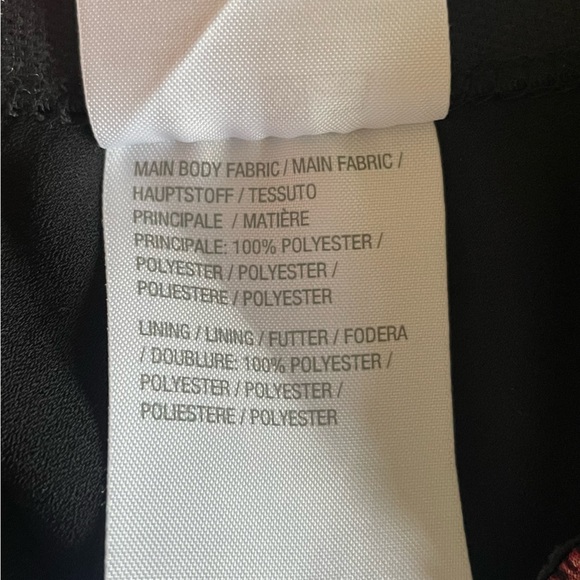 MAIN BODY FABRIC / MAIN FABRIC /
HAUPTSTOFF / TESSUTO
PRINCIPALE / MATIÈRE
PRINCIPALE: 100% POLYESTER /
POLYESTER / POLYESTER /
POLIESTERE / POLYESTER
LINING / LINING / FUTTER / FODERA
/ DOUBLURE: 100% POLYESTER /
POLYESTER / POLYESTER /
POLIESTERE / POLYESTER